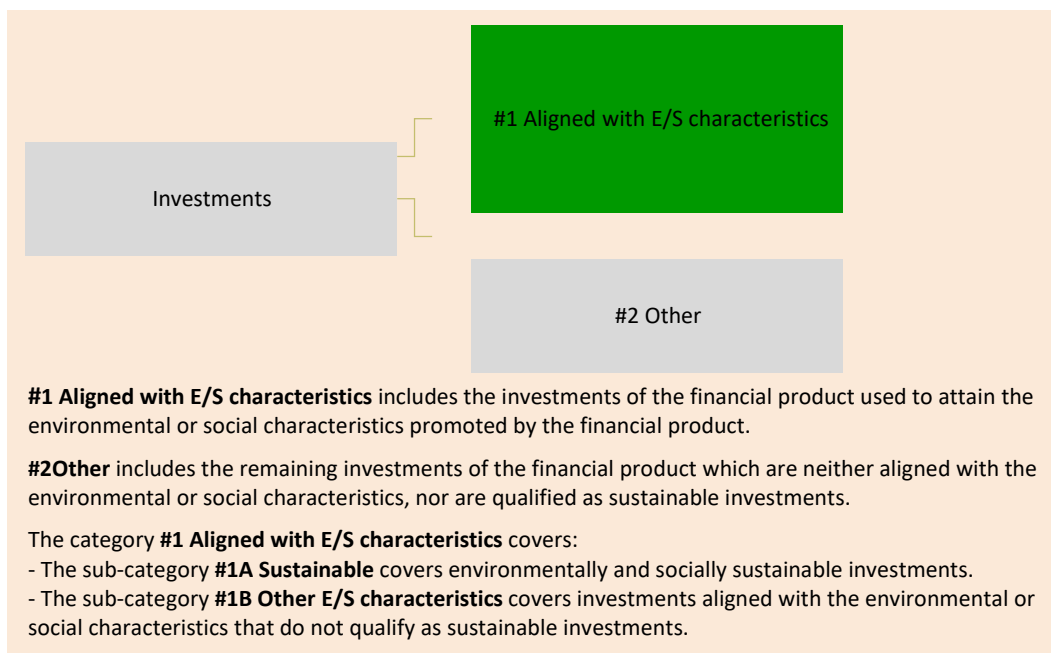 #1 Aligned with E/S characteristics
Investments
#2 Other
#1 Aligned with E/S characteristics includes the investments of the financial product used to attain the
environmental or social characteristics promoted by the financial product.
#2Other includes the remaining investments of the financial product which are neither aligned with the
environmental or social characteristics, nor are qualified as sustainable investments.
The category #1 Aligned with E/S characteristics covers:
- The sub-category #1A Sustainable covers environmentally and socially sustainable investments.
- The sub-category #1B Other E/S characteristics covers investments aligned with the environmental or
social characteristics that do not qualify as sustainable investments.